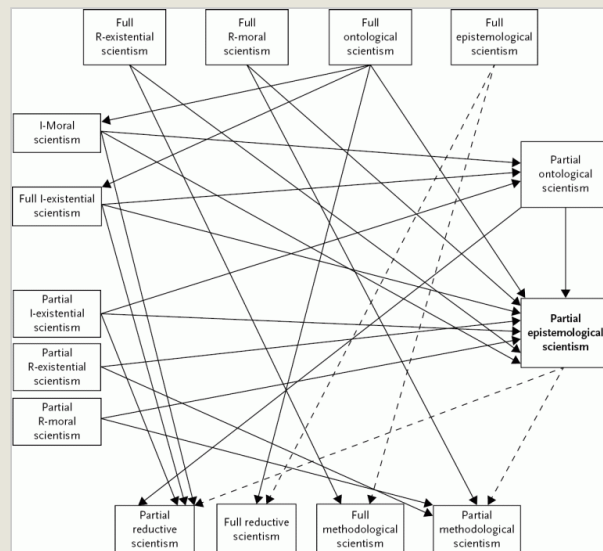 Full
R-existential
scientism
Full
R-moral
scientism
Full
ontological
scientism
Full
epistemological
scientism
I-Moral
scientism
Partial
ontological
scientism
Full I-existential
scientism
Partial
I-existential
scientism
Partial
epistemological
scientism
Partial
R-existential
scientism
Partial
R-moral
scientism
Partial
reductive
scientism
Full reductive
scientism
Full
methodological
scientism
Partial
methodological
scientism